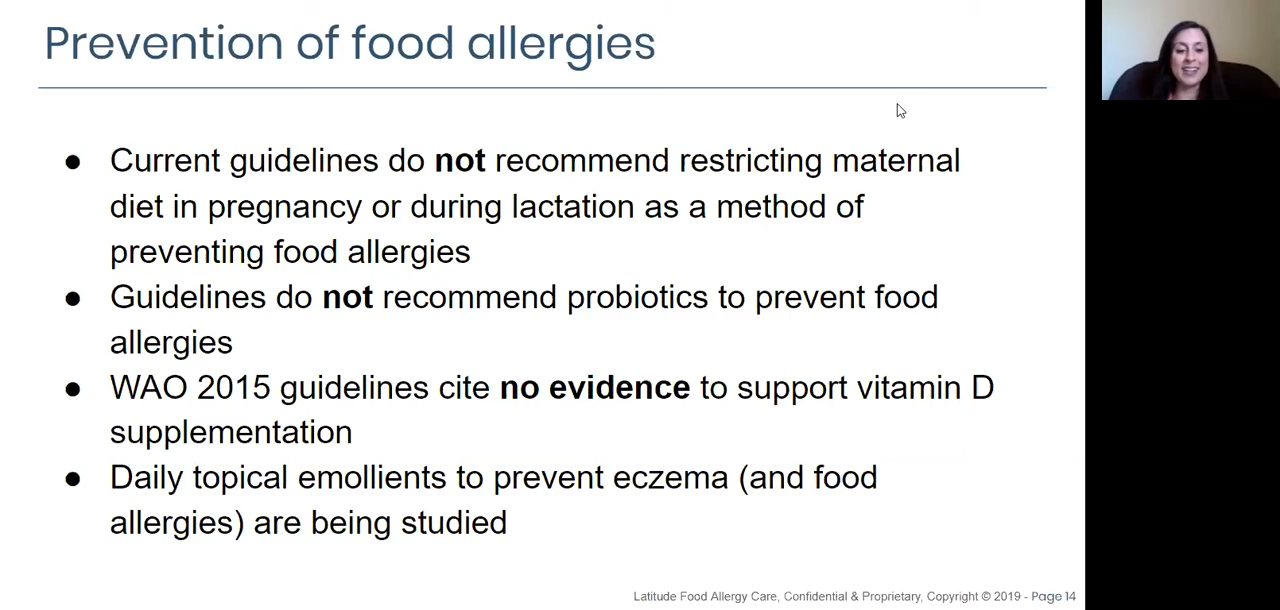 Prevention of food allergies
● Current guidelines do not recommend restricting maternal
diet in pregnancy or during lactation as a method of
preventing food allergies
● Guidelines do not recommend probiotics to prevent food
allergies
● WAO 2015 guidelines cite no evidence to support vitamin D
supplementation
● Daily topical emollients to prevent eczema (and food
allergies) are being studied
Latitude Food Allergy Care, Confidential & Proprietary, Copyright © 2019 - Page 14